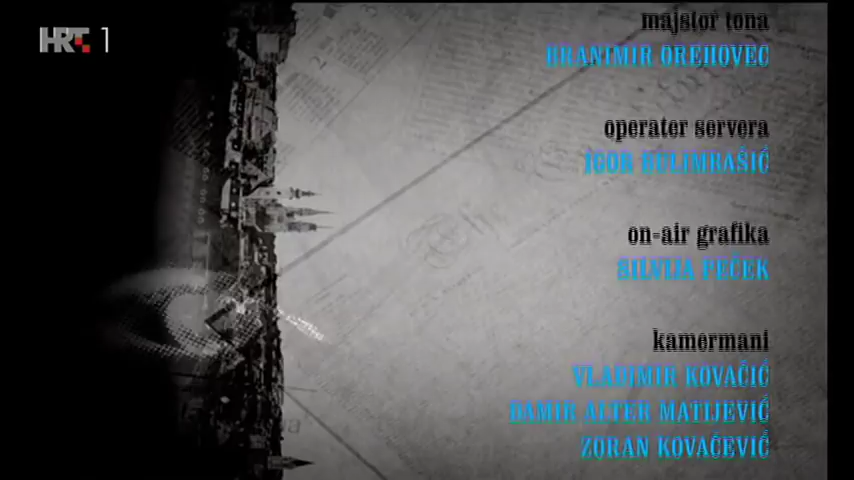 HRT 1
majstor tona
BRANIMIR OREHOVEC
operater servera
IGOR BULIMBAŠIĆ
on-air grafika
SILVIJA PEČEK
kamermani
VLADIMIR KOVAČIĆ
DAMIR ALTER MATIJEVIĆ
ZORAN KOVAČEVIĆ